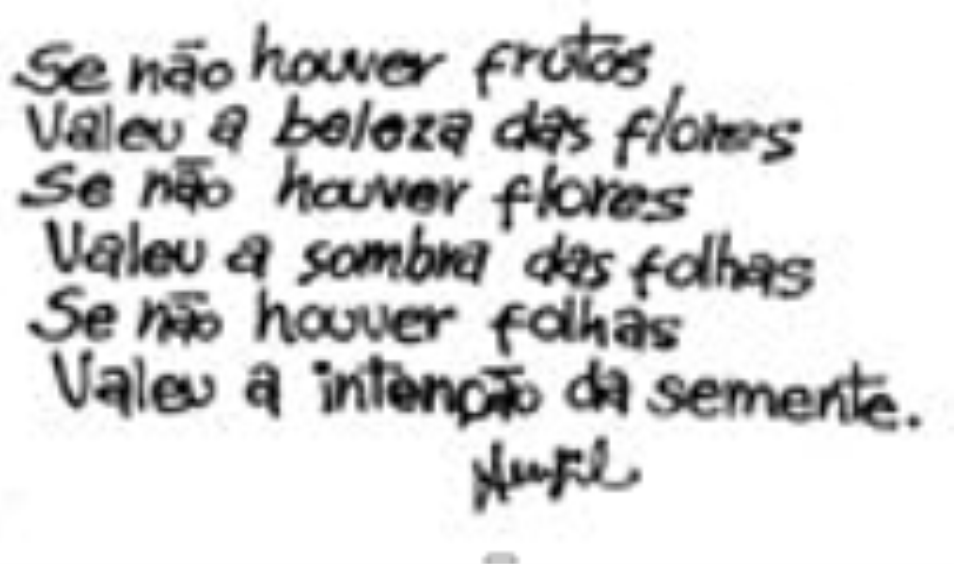 Se não houver frutos
Valeu a beleza das flores
Se não houver flores
Valeu a sombra das folhas
Se não houver folhas
Valeu a intenção da semente.
Henfil